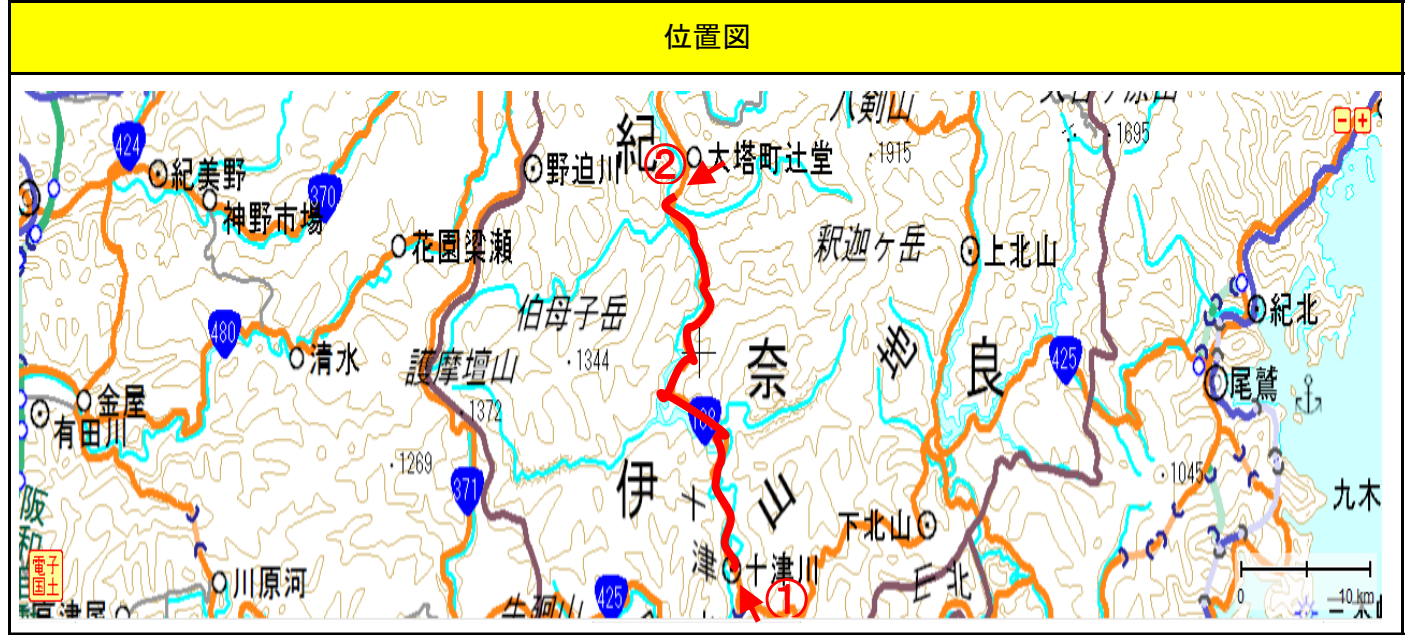 位置図
424
紀美野
神野市場
370
花園梁瀬
野迫川
紀
②
大塔町辻堂
八剣山
1915
1695
釈迦ヶ岳
上北山
伯母子岳
1344
護摩壇山
1372
480
清水
金屋
有田川
1269
371
奈
地
良
425
紀北
尾鷲
1045
九木
伊
山
十
津
十津川
①
下北山
川原河
425
電子
国土
0
10 km